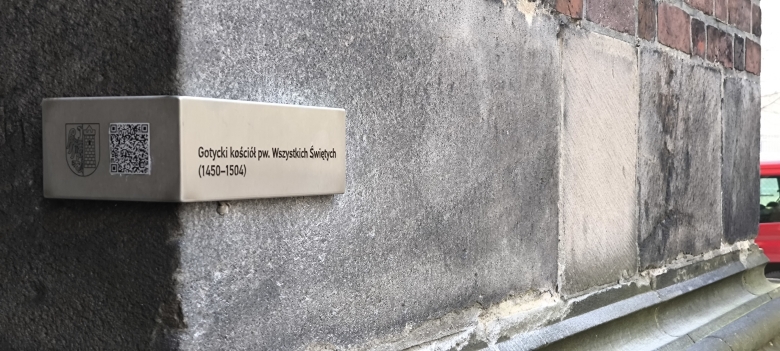 Gotycki kościół pw. Wszystkich Świętych
(1450–1504)